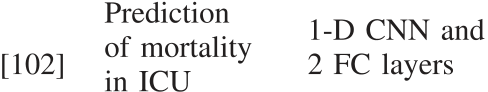 [102]
Prediction
of mortality
in ICU
1-D CNN and
2 FC layers